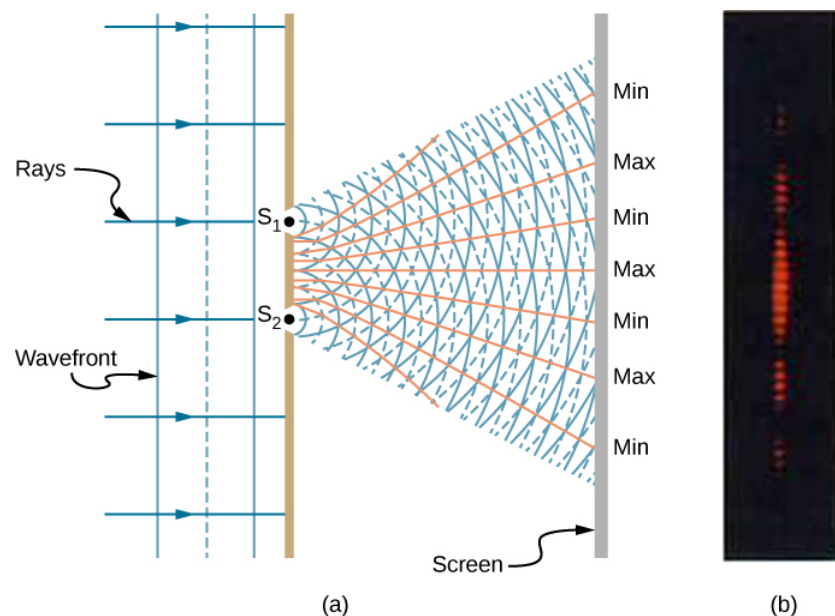 Rays
S1
S2
Wavefront
Min
Max
Min
Max
Min
Max
Min
Screen
(a)
(b)